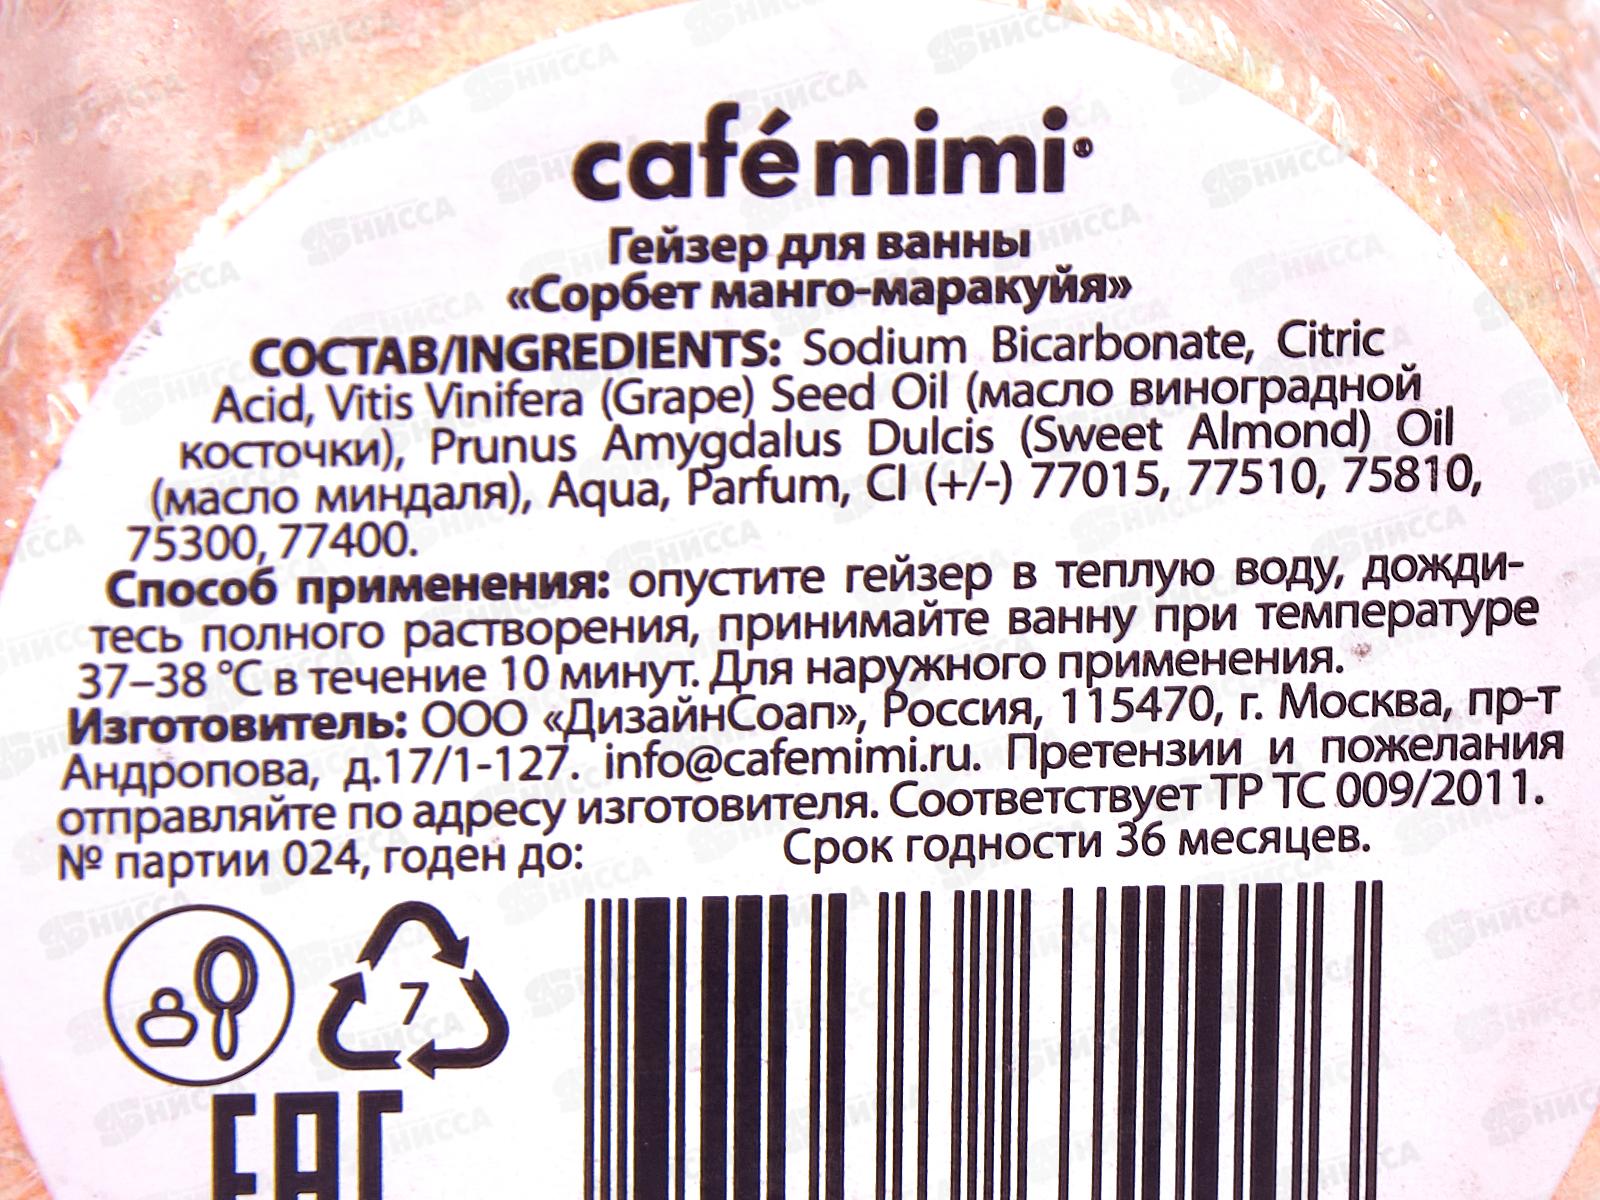 café mimi®
Гейзер для ванны
«Сорбет манго-маракуйя»
СОСТАВ/INGREDIENTS: Sodium Bicarbonate, Citric
Acid, Vitis Vinifera (Grape) Seed Oil (масло виноградной
косточки), Prunus Amygdalus Dulcis (Sweet Almond) Oil
(масло миндаля), Aqua, Parfum, CI (+/-) 77015, 77510, 75810,
75300, 77400.
Способ применения: опустите гейзер в теплую воду, дожди-
тесь полного растворения, принимайте ванну при температуре
37–38 °C в течение 10 минут. Для наружного применения.
Изготовитель: ООО «ДизайнСоап», Россия, 115470, г. Москва, пр-т
Андропова, д.17/1-127. info@cafemimi.ru. Претензии и пожелания
отправляйте по адресу изготовителя. Соответствует ТР ТС 009/2011.
№ партии 024, годен до: Срок годности 36 месяцев.
7
EAC
НИССА